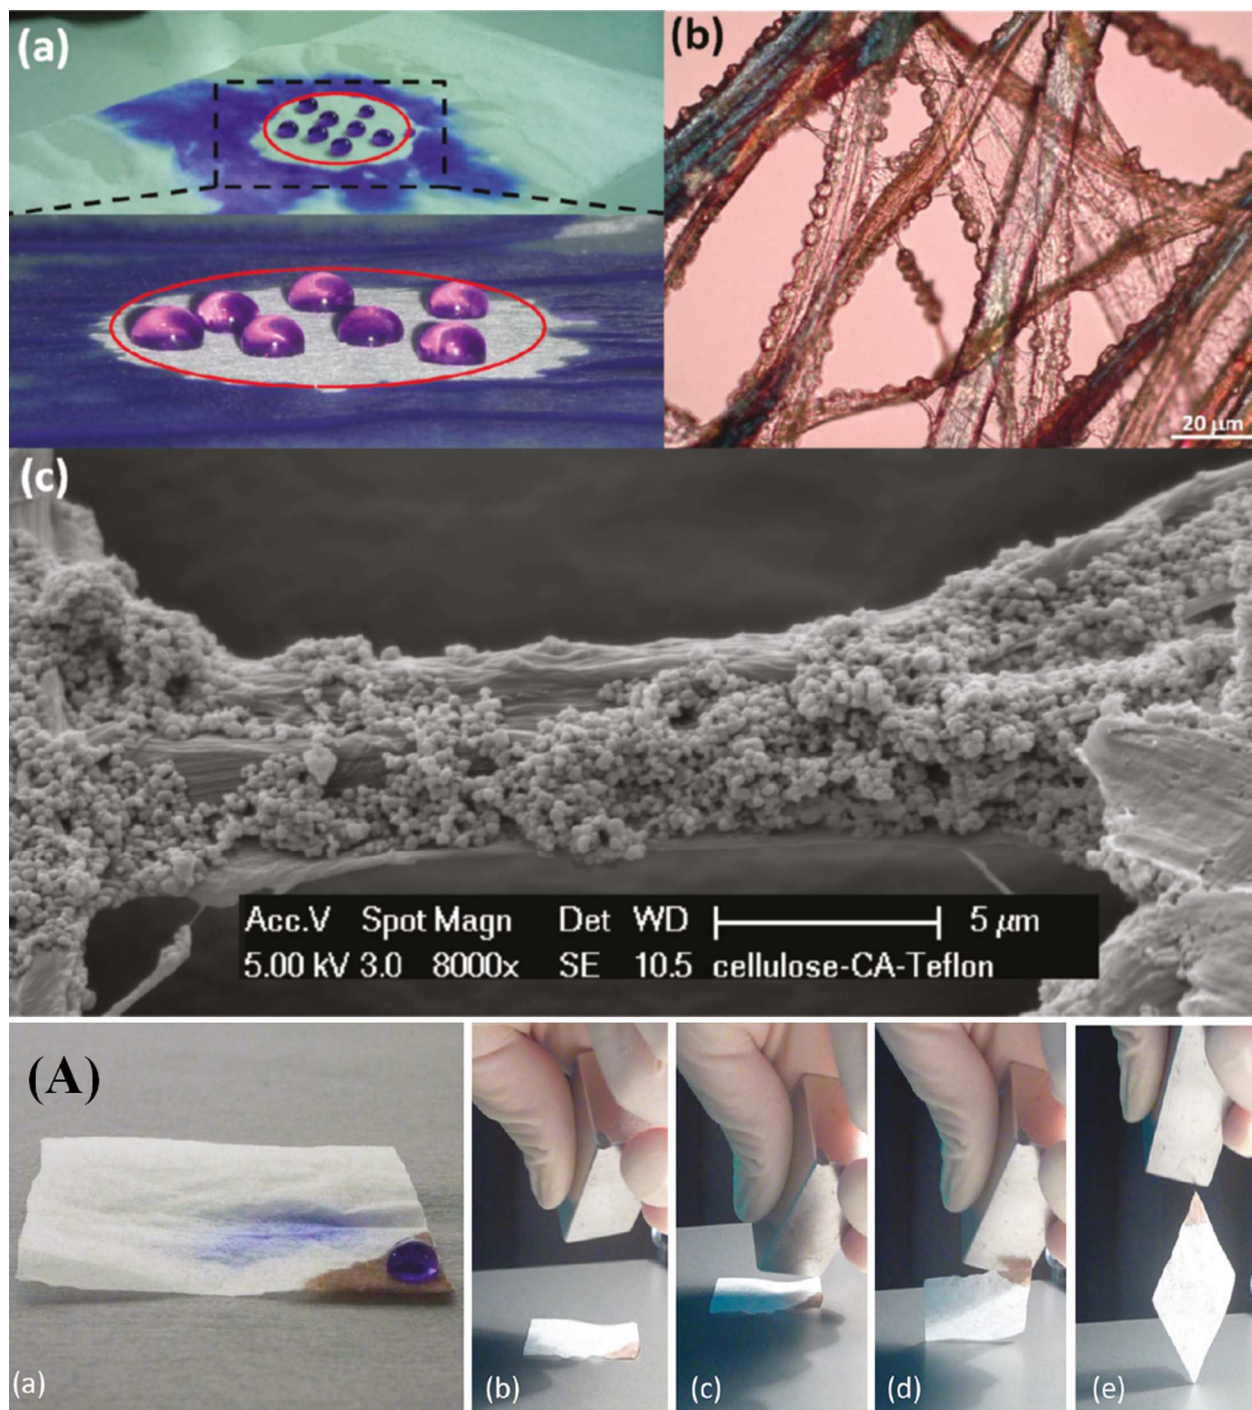 (a)
(b)
20 μm
(c)
Acc.V Spot Magn Det WD 5 μm
5.00 kV 3.0 8000x SE 10.5 cellulose-CA-Teflon
(A)
(a)
(b)
(c)
(d)
(e)